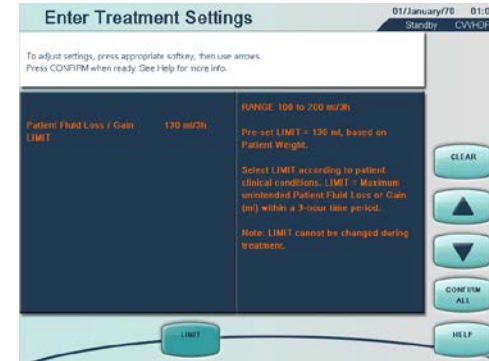 Enter Treatment Settings
01/January/70 01:0
Standby CVVHDF
To adjust settings, press appropriate softkey, then use arrows.
Press CONFIRM when ready. See Help for more info.
Patient Fluid Loss / Gain 130 ml/3h
LIMIT
RANGE 100 to 200 ml/3h
Pre-set LIMIT = 130 ml, based on
Patient Weight.
Select LIMIT according to patient
clinical conditions. LIMIT = Maximum
unintended Patient Fluid Loss or Gain
(ml) within a 3-hour time period.
Note: LIMIT cannot be changed during
treatment.
CLEAR
CONFIRM
ALL
LIMIT
HELP